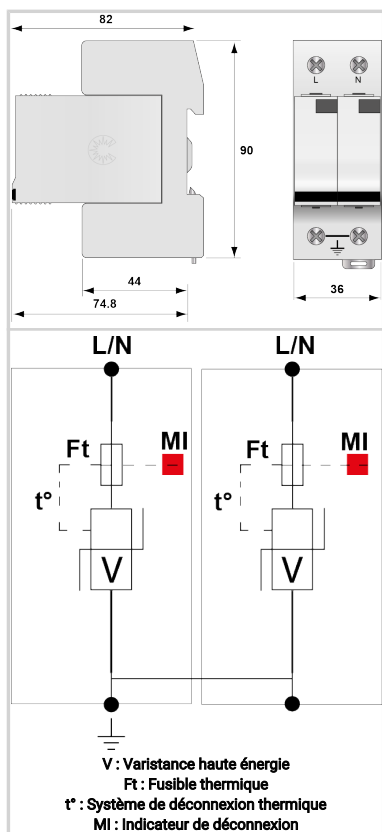 82
L N
90
44
74.8
36
L/N L/N
Ft MI Ft MI
t° t°
V V
V : Varistance haute énergie
Ft : Fusible thermique
t° : Système de déconnexion thermique
MI : Indicateur de déconnexion